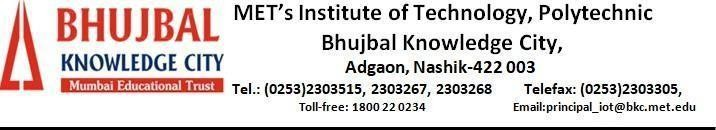 BHUJBAL
KNOWLEDGE CITY
Mumbai Educational Trust
MET's Institute of Technology, Polytechnic
Bhujbal Knowledge City,
Adgaon, Nashik-422 003
Tel.: (0253)2303515, 2303267, 2303268 Telefax: (0253)2303305,
Toll-free: 1800 22 0234 Email:principal_iot@bkc.met.edu